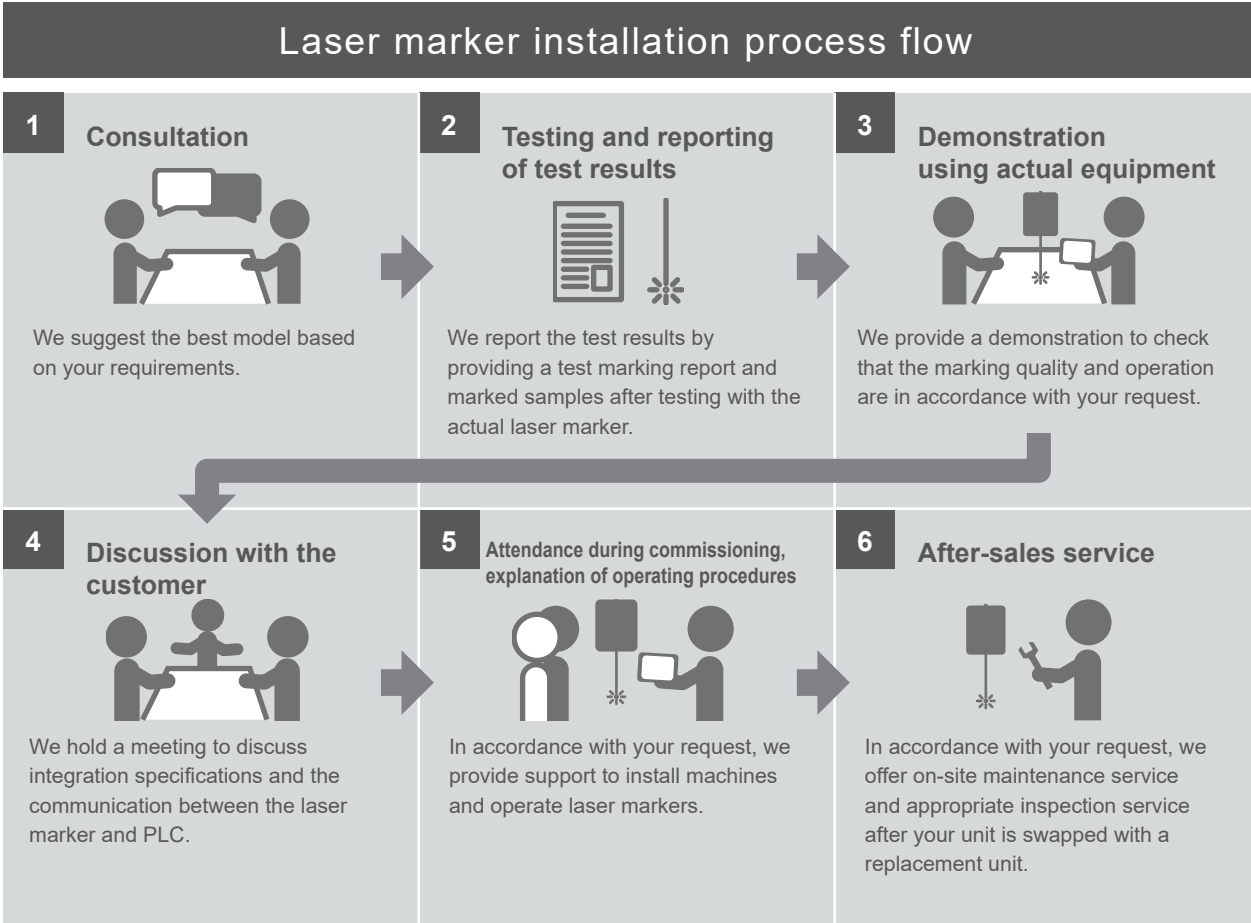 Laser marker installation process flow
1
Consultation
We suggest the best model based
on your requirements.
2
Testing and reporting
of test results
We report the test results by
providing a test marking report and
marked samples after testing with the
actual laser marker.
3
Demonstration
using actual equipment
We provide a demonstration to check
that the marking quality and operation
are in accordance with your request.
4
Discussion with the
customer
We hold a meeting to discuss
integration specifications and the
communication between the laser
marker and PLC.
5
Attendance during commissioning,
explanation of operating procedures
In accordance with your request, we
provide support to install machines
and operate laser markers.
6
After-sales service
In accordance with your request, we
offer on-site maintenance service
and appropriate inspection service
after your unit is swapped with a
replacement unit.